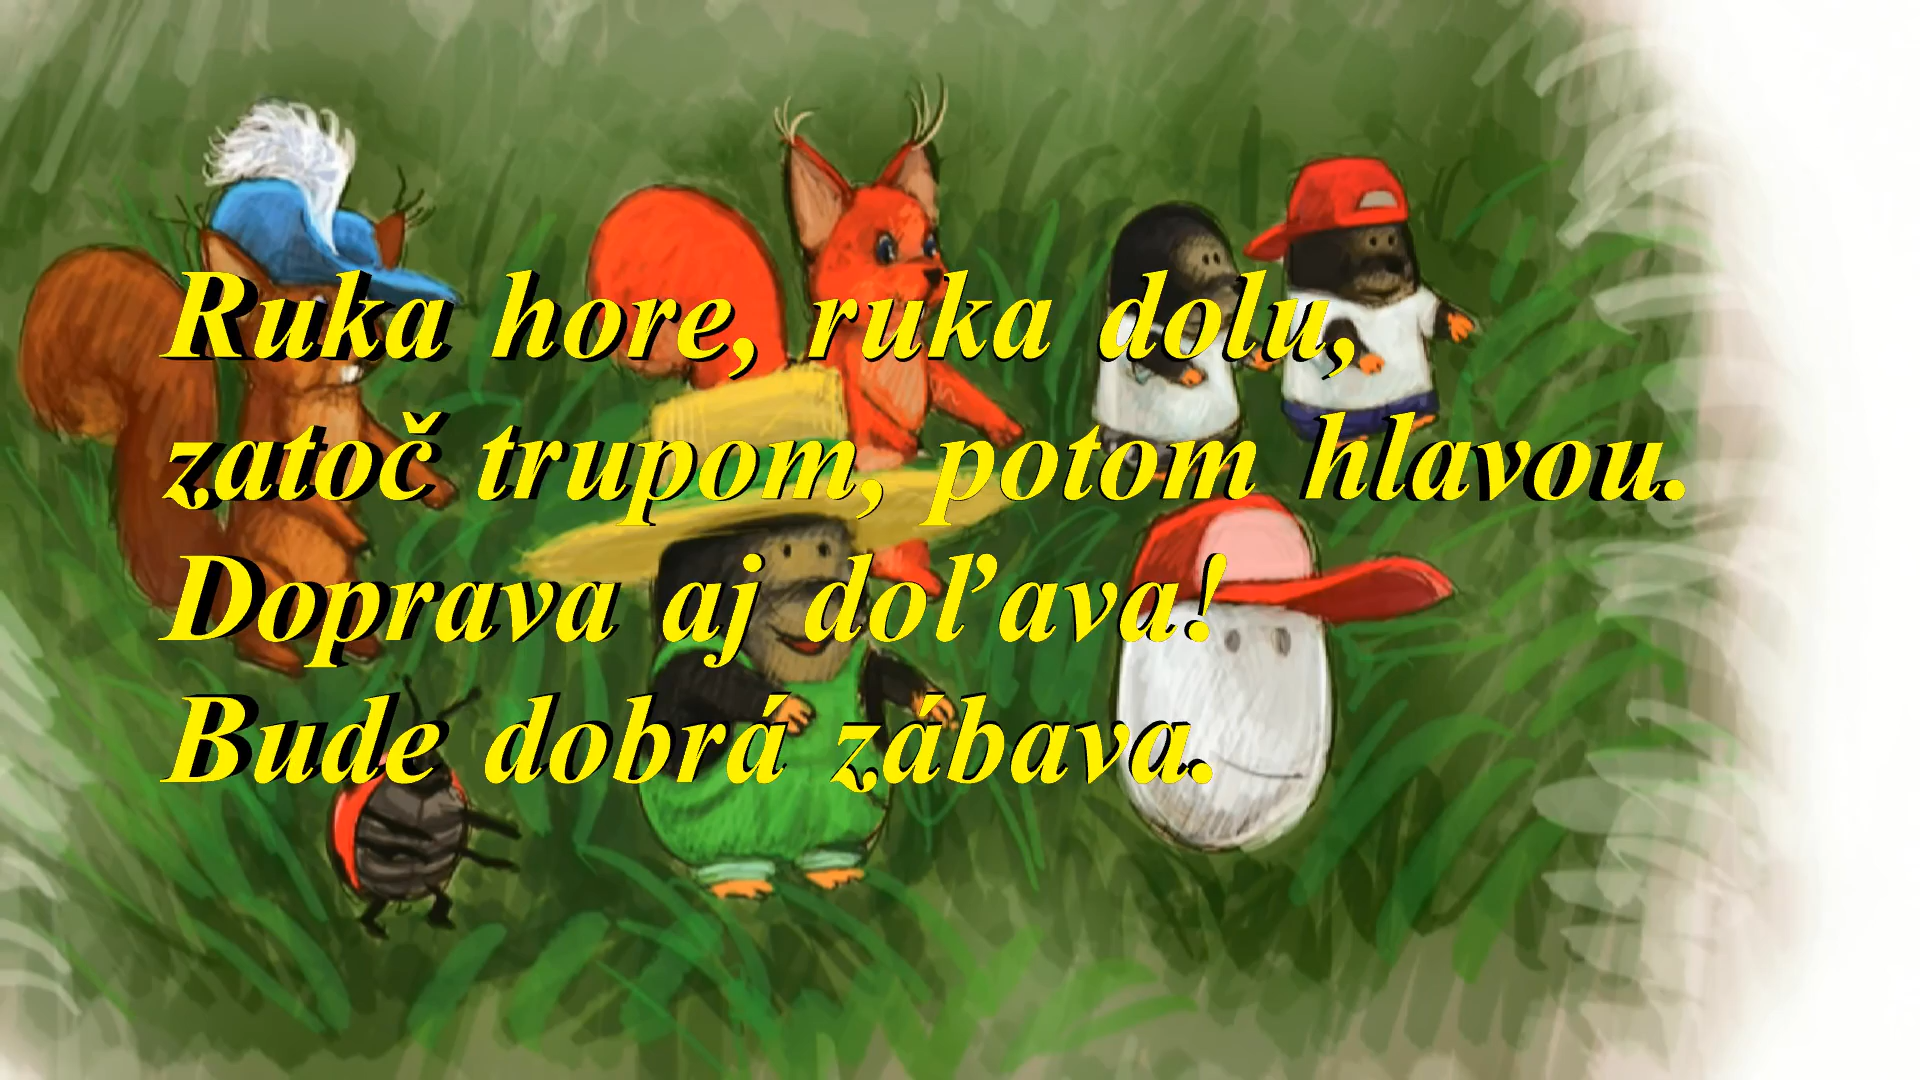 Ruka hore, ruka dolu,
zatoč trupom, potom hlavou.
Doprava aj doľava!
Bude dobrá zábava.